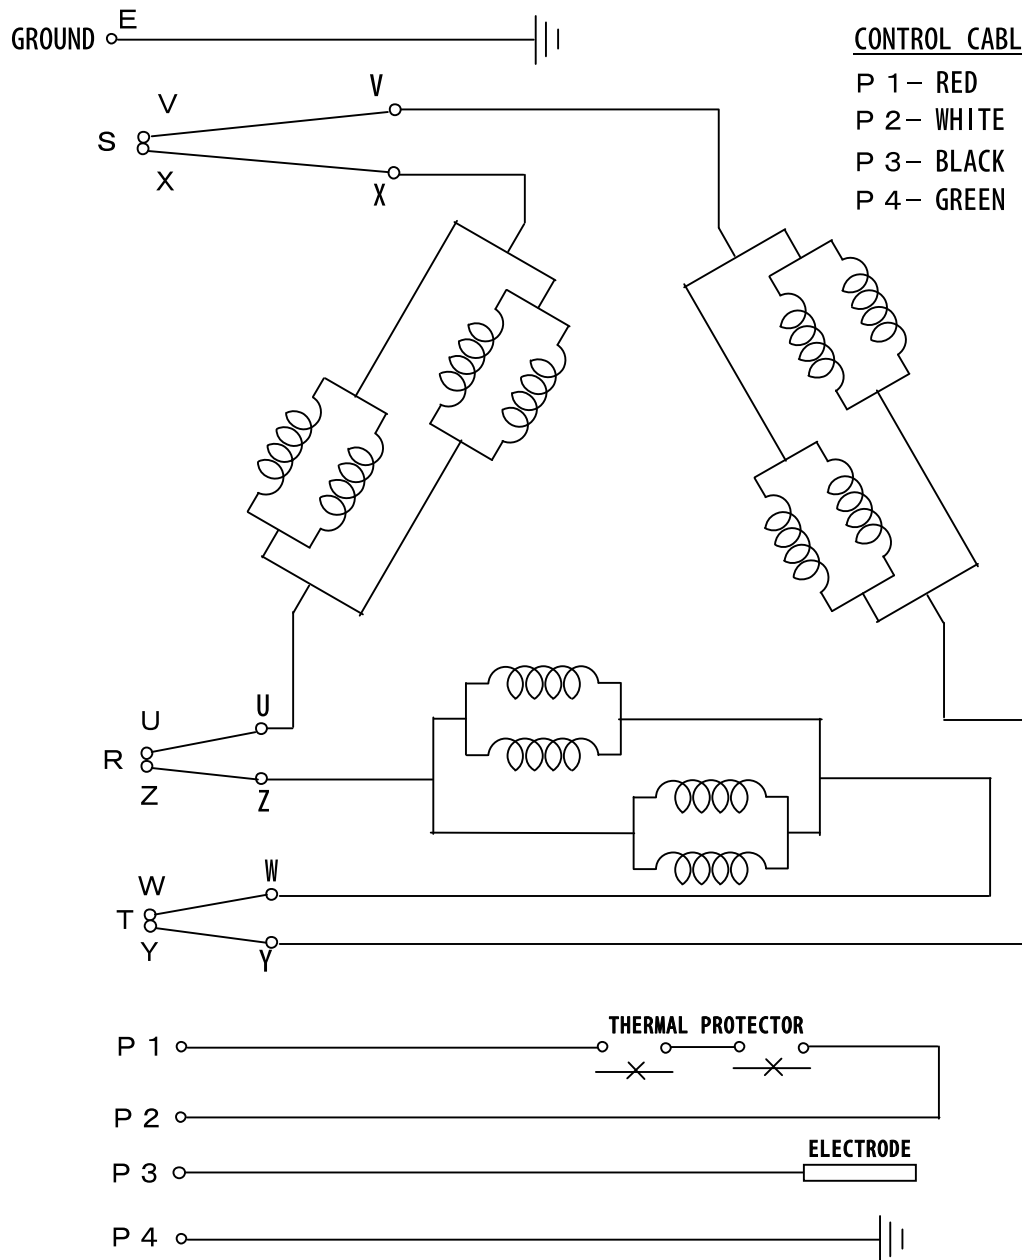 E
GROUND
CONTROL CABL
P 1 - RED
P 2 - WHITE
P 3 - BLACK
P 4 - GREEN
V
V
S
X
X
U
U
R
Z
Z
W
W
T
Y
Y
THERMAL PROTECTOR
P 1
P 2
ELECTRODE
P 3
P 4